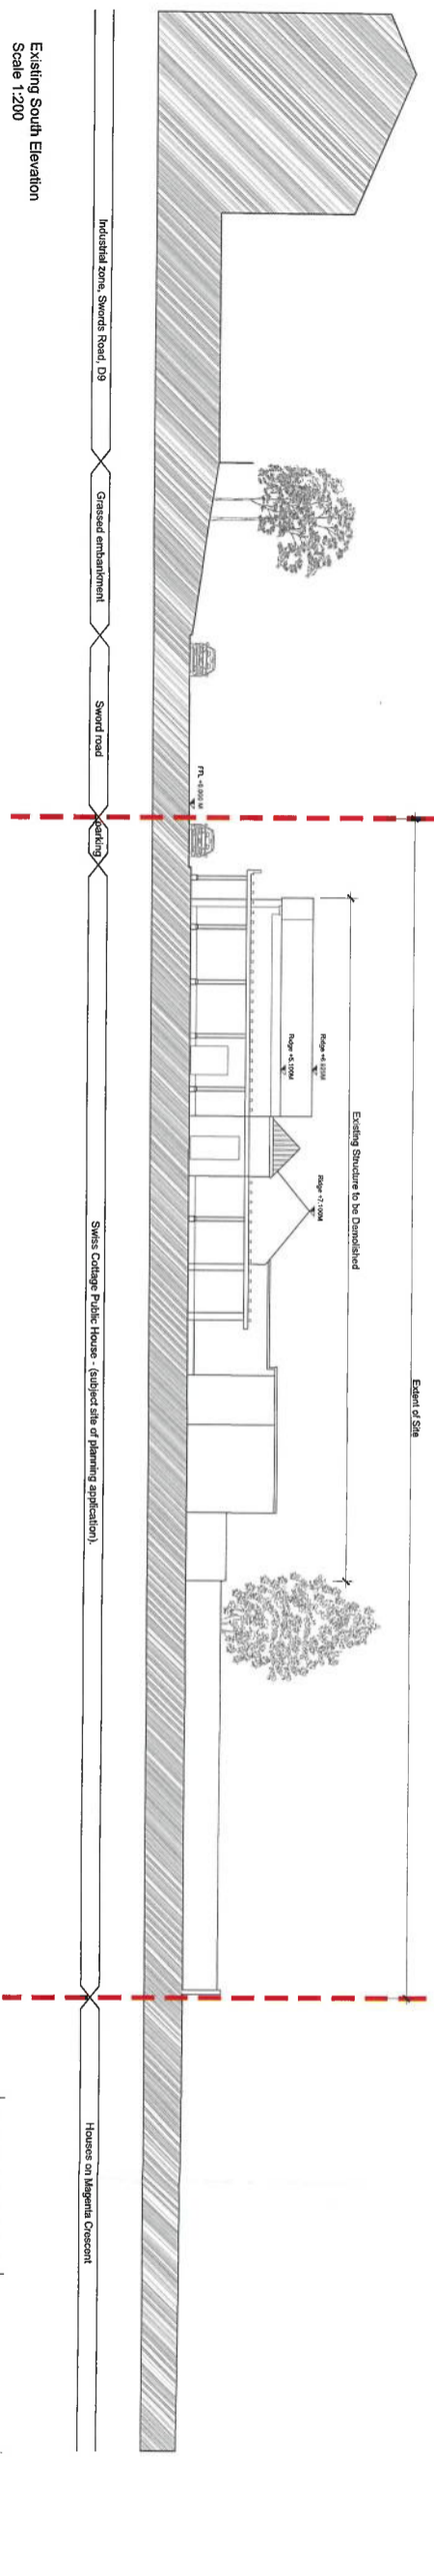 Extent of Site
Existing Structure to be Demolished
Ridge +5.100M
Ridge +7.100M
Industrial zone, Swords Road, D9
Grassed embankment
Sword road
parking
Swiss Cottage Public House - (subject site of planning application).
Houses on Magenta Crescent
Existing South Elevation
Scale 1:200